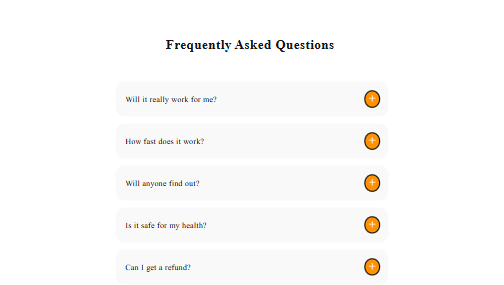 Frequently Asked Questions
Will it really work for me?
+
How fast does it work?
+
Will anyone find out?
+
Is it safe for my health?
+
Can I get a refund?
+